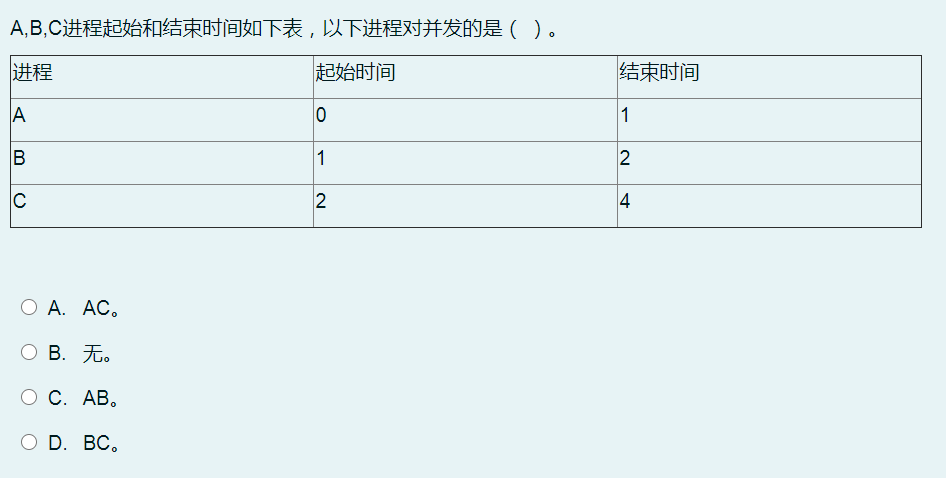 A,B,C进程起始和结束时间如下表，以下进程对并发的是（ ）。
进程 起始时间 结束时间
A 0 1
B 1 2
C 2 4
A. AC。
B. 无。
C. AB。
D. BC。